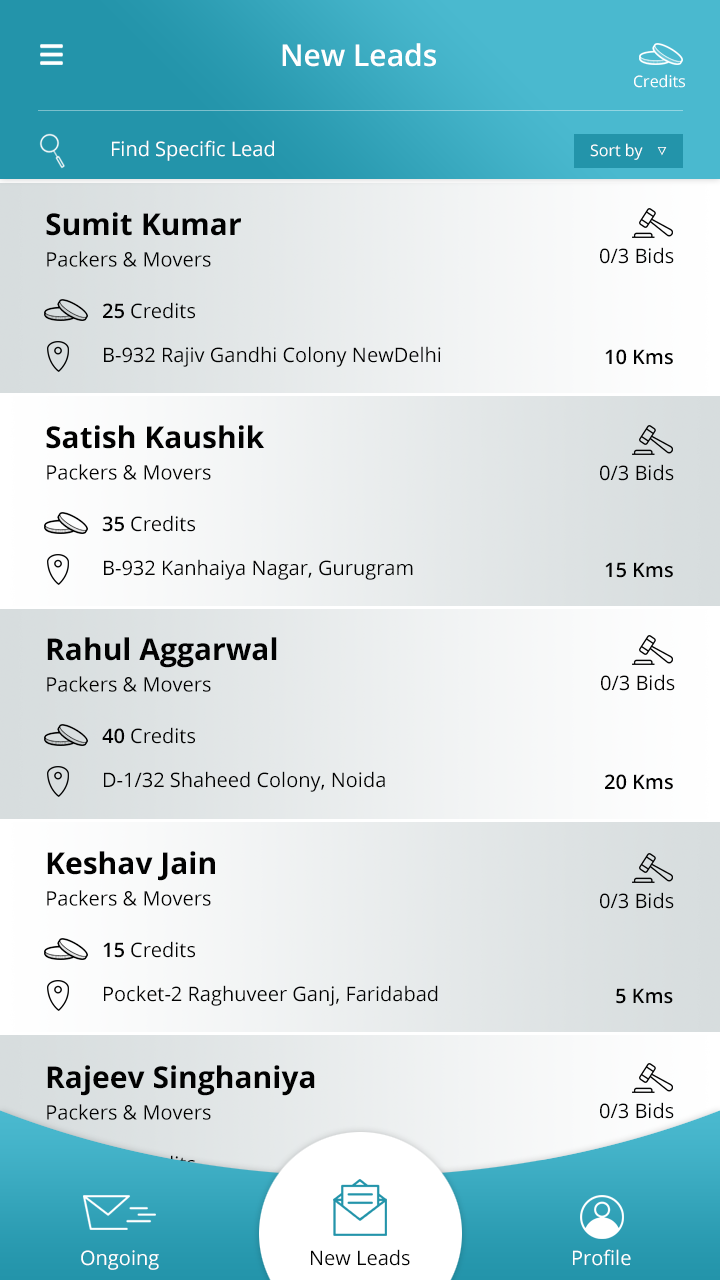 New Leads
Credits
Find Specific Lead
Sort by
Sumit Kumar
Packers & Movers
0/3 Bids
25 Credits
B-932 Rajiv Gandhi Colony NewDelhi
10 Kms
Satish Kaushik
Packers & Movers
0/3 Bids
35 Credits
B-932 Kanhaiya Nagar, Gurugram
15 Kms
Rahul Aggarwal
Packers & Movers
0/3 Bids
40 Credits
D-1/32 Shaheed Colony, Noida
20 Kms
Keshav Jain
Packers & Movers
0/3 Bids
15 Credits
Pocket-2 Raghuveer Ganj, Faridabad
5 Kms
Rajeev Singhaniya
Packers & Movers
0/3 Bids
Ongoing
New Leads
Profile